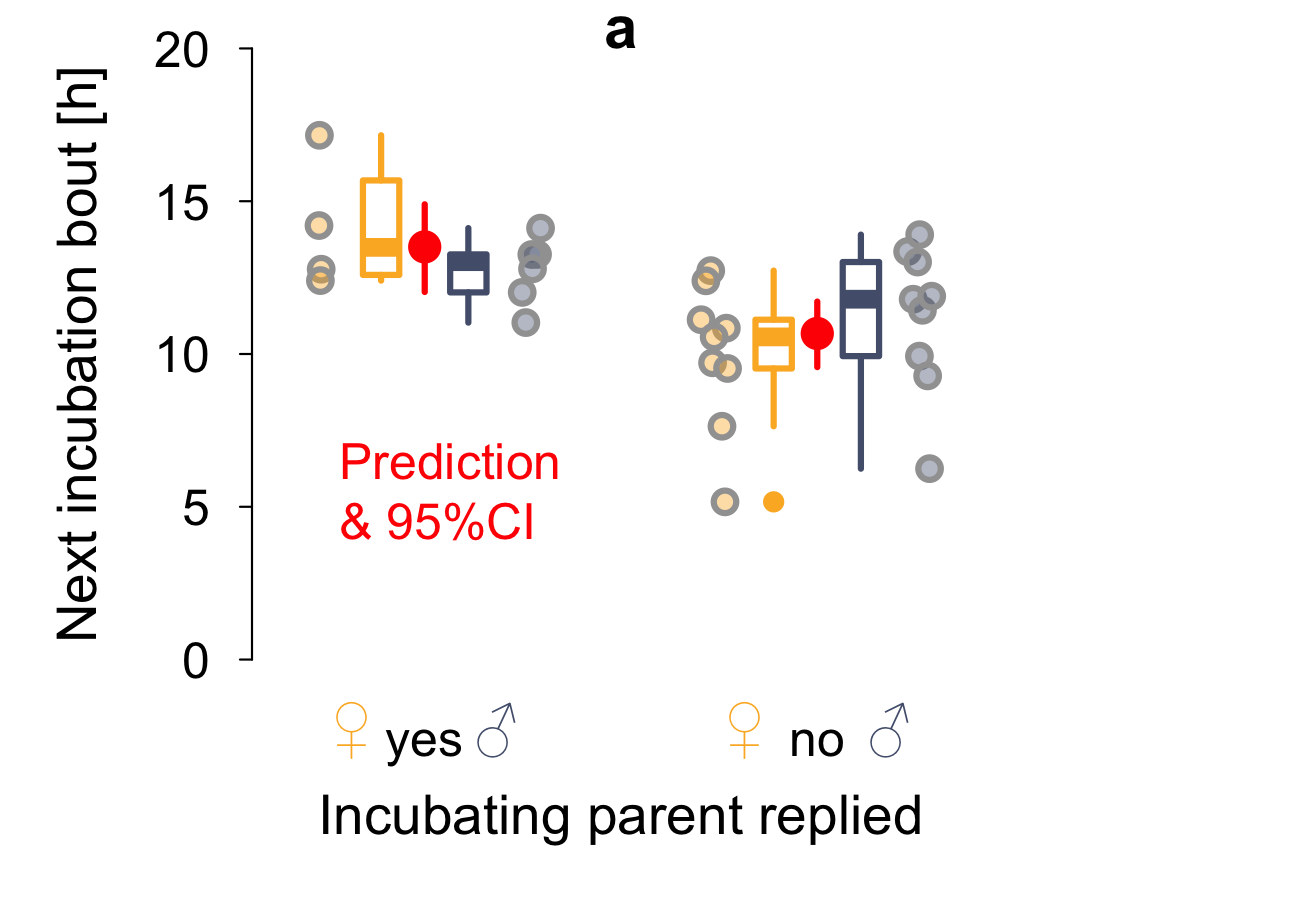 a
Next incubation bout [h]
20
15
10
5
0
Prediction
& 95%CI
♀ yes ♂
♀ no ♂
Incubating parent replied